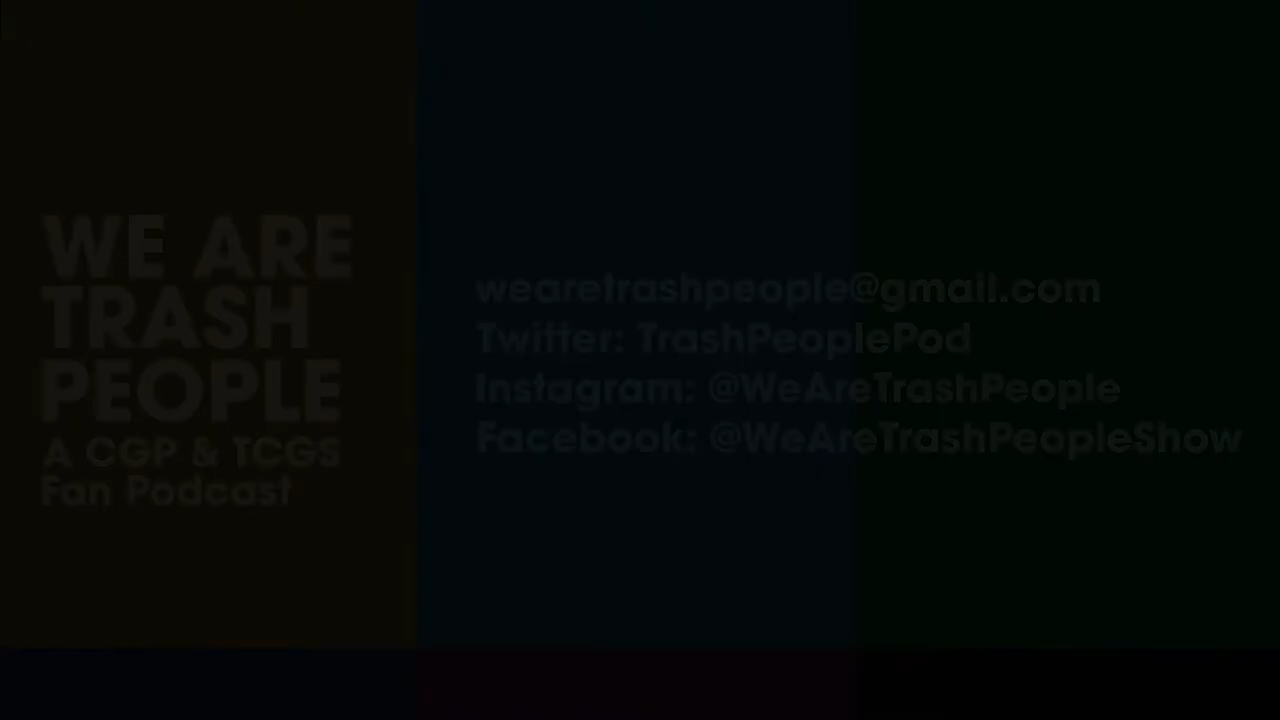 WE ARE
TRASH
PEOPLE
A CGP & TCGS
Fan Podcast
wearetrashpeople@gmail.com
Twitter: TrashPeoplePod
Instagram: @WeAreTrashPeople
Facebook: @WeAreTrashPeopleShow